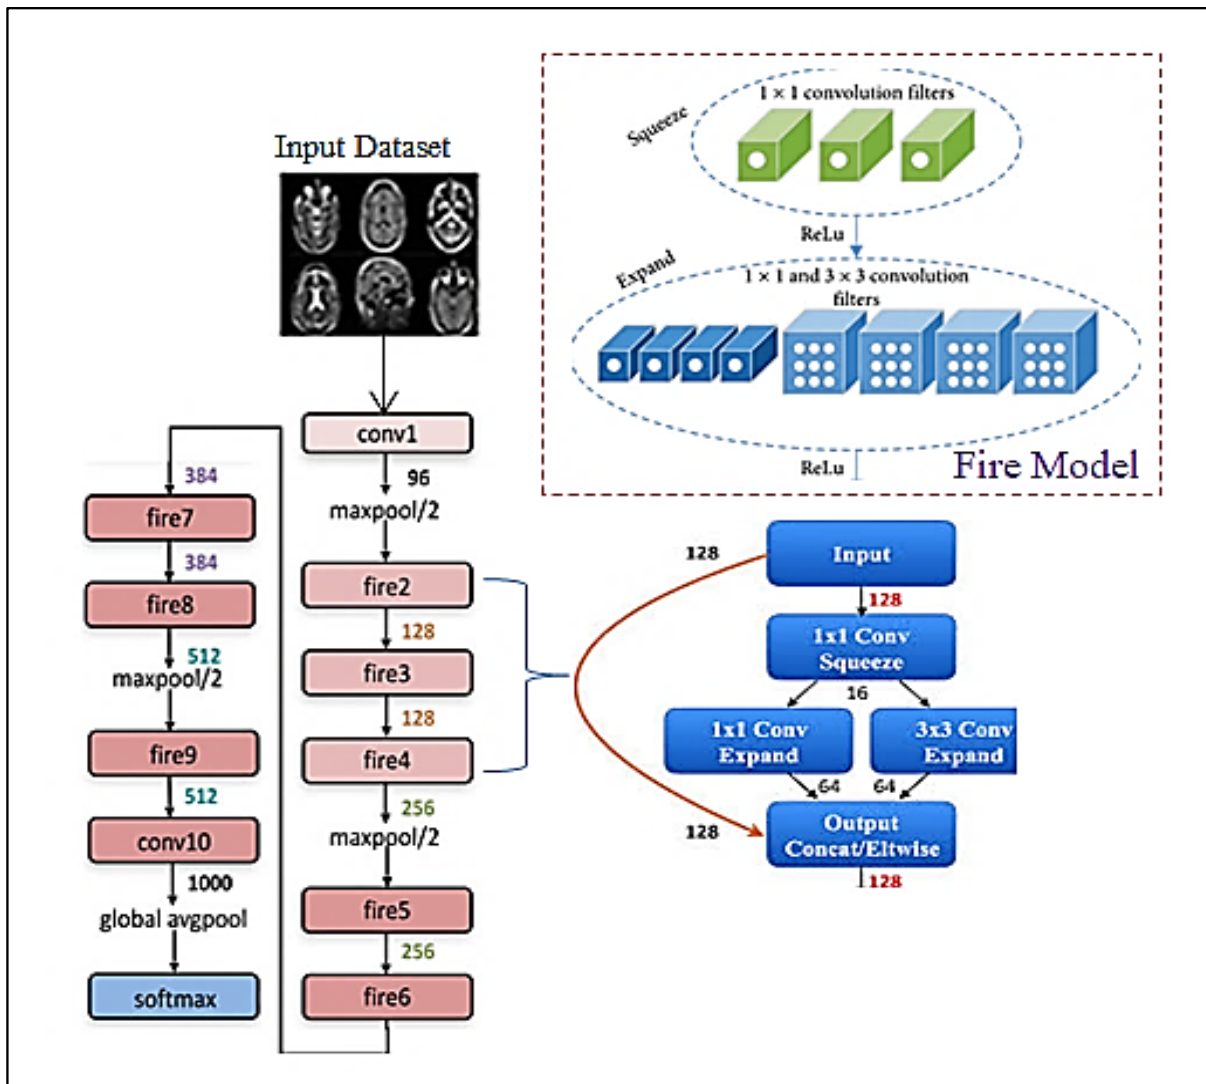 Input Dataset
conv1
96
maxpool/2
fire2
128
fire3
128
fire4
256
maxpool/2
fire5
256
fire6
384
fire7
384
fire8
512
maxpool/2
fire9
512
conv10
1000
global avgpool
softmax
Squeeze
1 × 1 convolution filters
ReLu
Expand
1 × 1 and 3 × 3 convolution
filters
ReLu
Fire Model
128
Input
128
1x1 Conv
Squeeze
16
1x1 Conv
Expand
3x3 Conv
Expand
64
64
128
Output
Concat/Eltwise
128